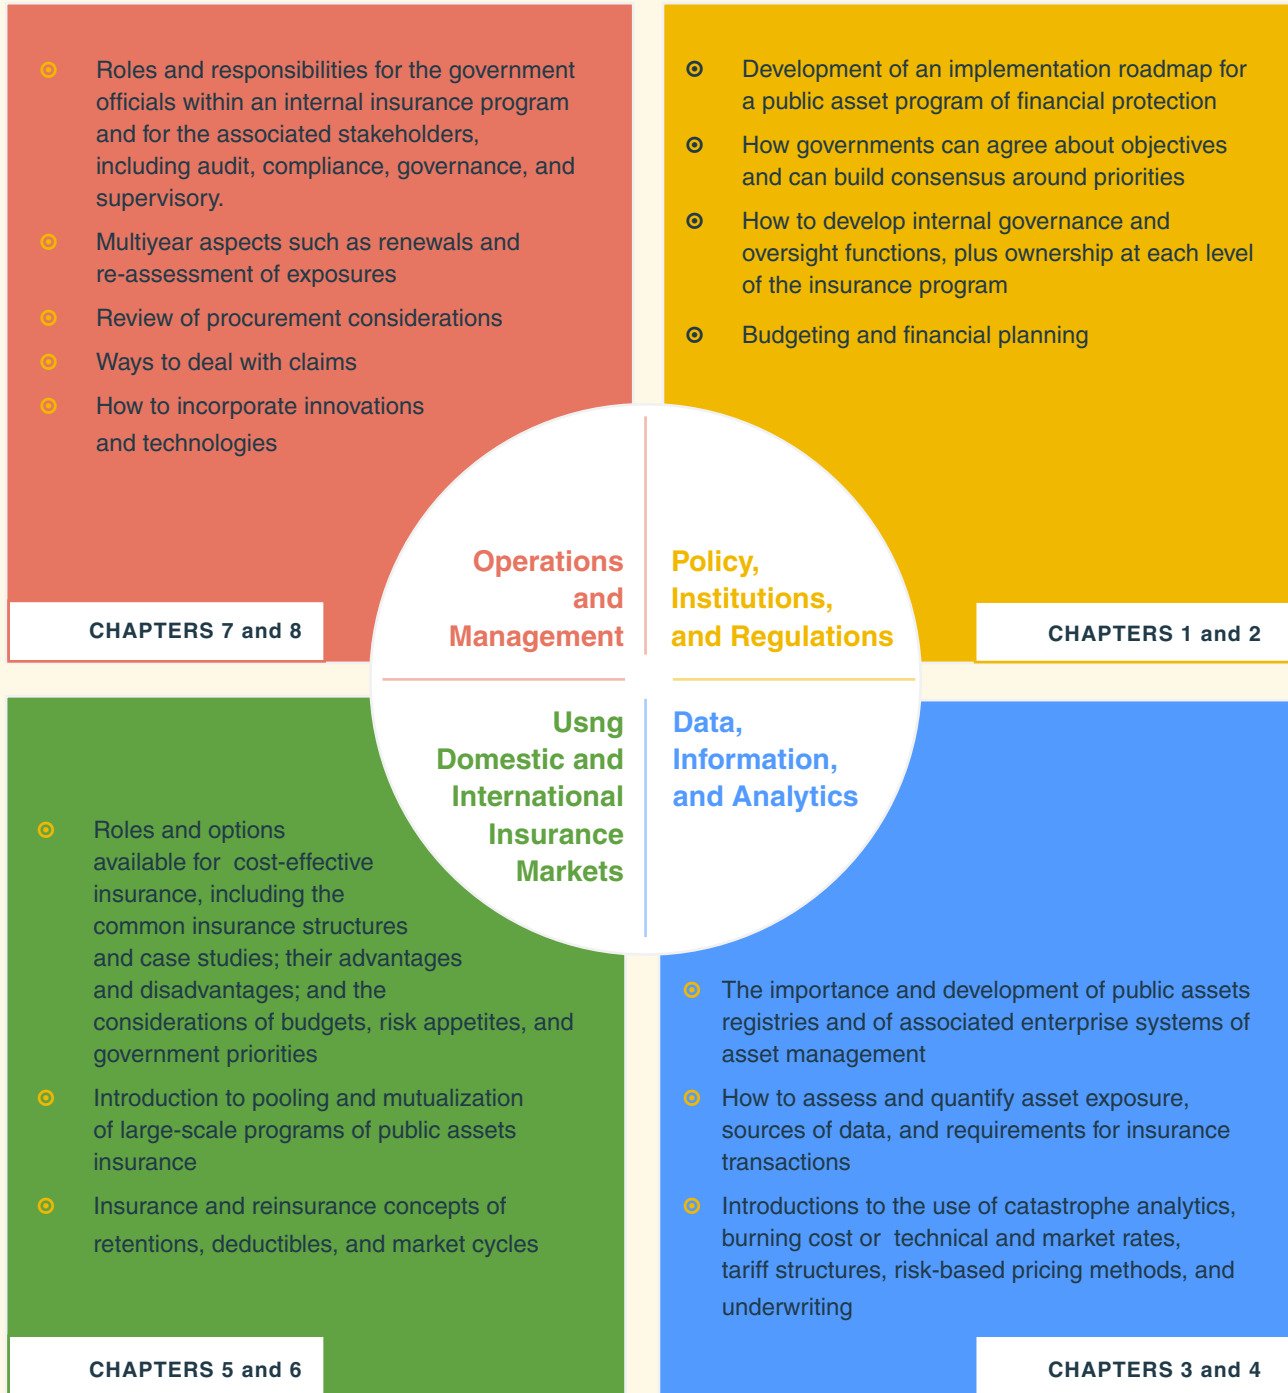 Roles and responsibilities for the government
officials within an internal insurance program
and for the associated stakeholders,
including audit, compliance, governance, and
supervisory.
Multiyear aspects such as renewals and
re-assessment of exposures
Review of procurement considerations
Ways to deal with claims
How to incorporate innovations
and technologies
CHAPTERS 7 and 8
Development of an implementation roadmap for
a public asset program of financial protection
How governments can agree about objectives
and can build consensus around priorities
How to develop internal governance and
oversight functions, plus ownership at each level
of the insurance program
Budgeting and financial planning
CHAPTERS 1 and 2
Operations
and
Management
Policy,
Institutions,
and Regulations
Usng
Domestic and
International
Insurance
Markets
Data,
Information,
and Analytics
Roles and options
available for  cost-effective
insurance, including the
common insurance structures
and case studies; their advantages
and disadvantages; and the
considerations of budgets, risk appetites, and
government priorities
Introduction to pooling and mutualization
of large-scale programs of public assets
insurance
Insurance and reinsurance concepts of
retentions, deductibles, and market cycles
CHAPTERS 5 and 6
The importance and development of public assets
registries and of associated enterprise systems of
asset management
How to assess and quantify asset exposure,
sources of data, and requirements for insurance
transactions
Introductions to the use of catastrophe analytics,
burning cost or  technical and market rates,
tariff structures, risk-based pricing methods, and
underwriting
CHAPTERS 3 and 4